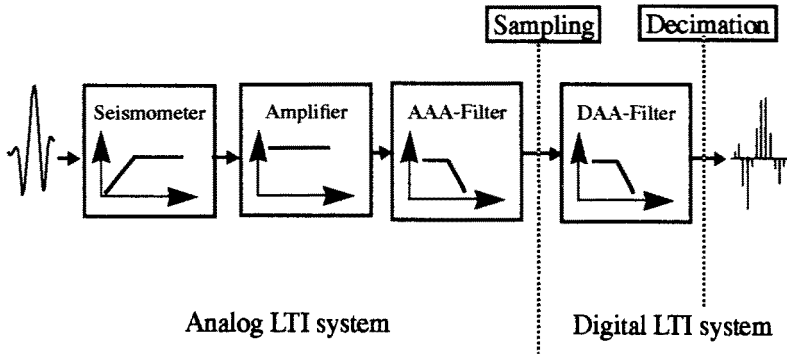 Sampling
Decimation
Seismometer
Amplifier
AAA-Filter
DAA-Filter
Analog LTI system
Digital LTI system